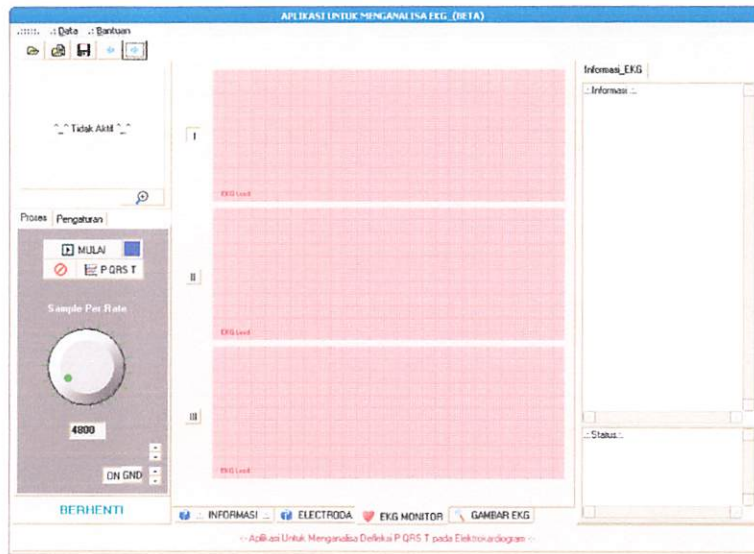 APLIKASI UNTUK MENGANALISA EKG_(BETA)
.::::::. .:Data .:Bantuan
Informasi_EKG
.: Informasi :.
^_^ Tidak Aktif ^_^
I
EKG Lead
Proses Pengaturan
MULAI
P QRS T
II
Sample Per Rate
EKG Lead
4800
III
.: Status :.
ON GND
EKG Lead
BERHENTI
.: INFORMASI :. ELECTRODA EKG MONITOR GAMBAR EKG
<-Aplikasi Untuk Menganalisa Defleksi P QRS T pada Elektrokardiogram->